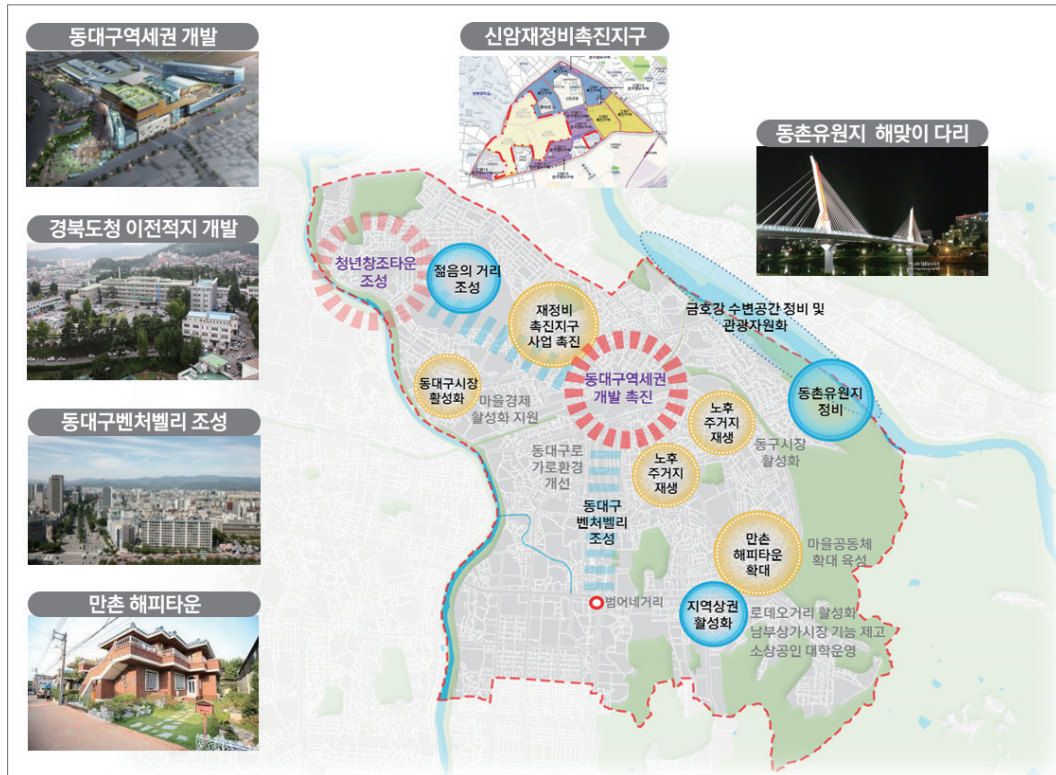 동대구역세권 개발
신암재정비촉진지구
동촌유원지 해맞이 다리
경북도청 이전적지 개발
동대구벤처벨리 조성
만촌 해피타운
청년창조타운
조성
젊음의 거리
조성
재정비
촉진지구
사업 촉진
금호강 수변공간 정비 및
관광자원화
동대구역세권
개발 촉진
동대구시장
활성화
마을경제
활성화 지원
동촌유원지
정비
노후
주거지
재생
동구시장
활성화
동대구로
가로환경
개선
노후
주거지
재생
동대구
벤처벨리
조성
만촌
해피타운
확대
마을공동체
확대 육성
범어네거리
지역상권
활성화
로데오거리 활성화
남부상가시장 기능 제고
소상공인 대학운영